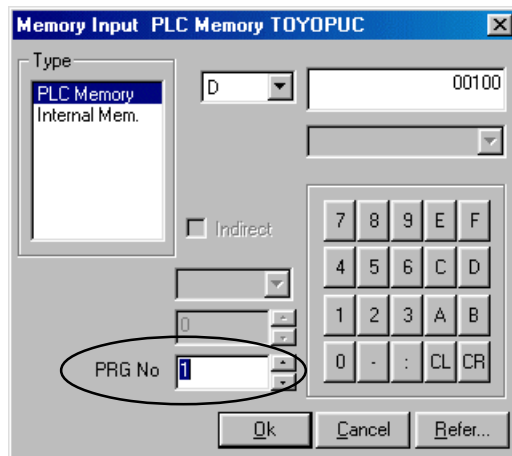 Memory Input PLC Memory TOYOPUC
Type
PLC Memory
Internal Mem.
D
00100
Indirect
0
PRG No 1
7 8 9 E F
4 5 6 C D
1 2 3 A B
0 - : CL CR
Ok Cancel Refer...